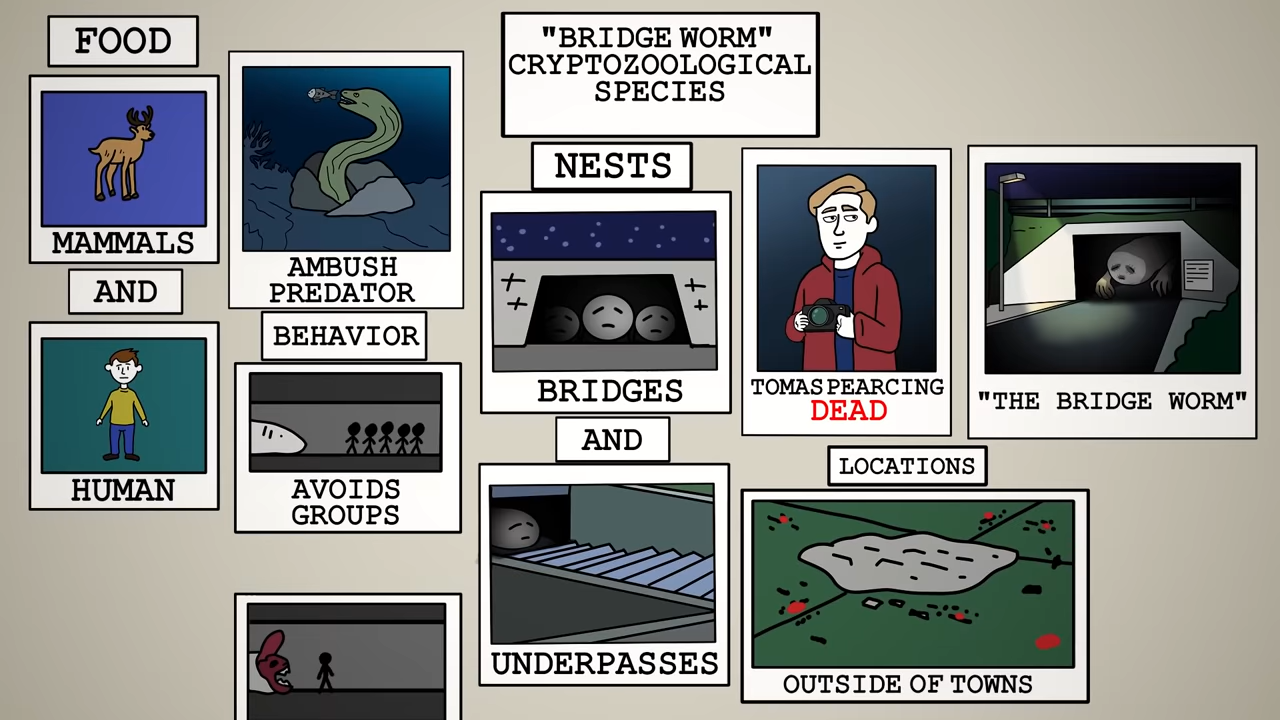 FOOD
MAMMALS
AND
HUMAN
AMBUSH
PREDATOR
BEHAVIOR
AVOIDS
GROUPS
"BRIDGE WORM"
CRYPTOZOOLOGICAL
SPECIES
NESTS
BRIDGES
AND
UNDERPASSES
TOMAS PEARCING
DEAD
"THE BRIDGE WORM"
LOCATIONS
OUTSIDE OF TOWNS